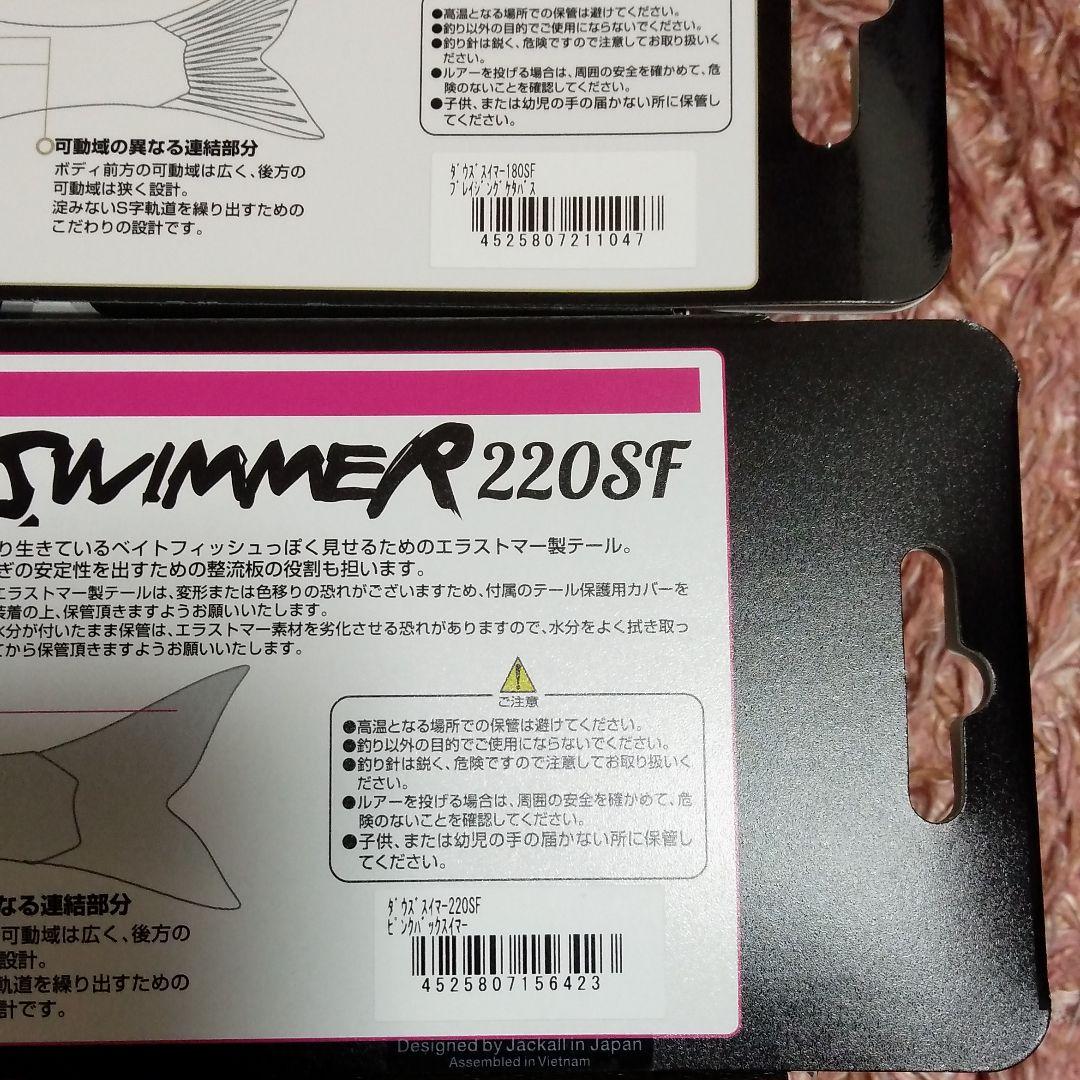 ●高温となる場所での保管は避けてください。
●釣り以外の目的でご使用にならないでください。
●釣り針は鋭く、危険ですので注意してお取り扱いく
ださい。
●ルアーを投げる場合は、周囲の安全を確かめて、危
険のないことを確認してください。
●子供、または幼児の手の届かない所に保管し
てください。
可動域の異なる連結部分
ボディ前方の可動域は広く、後方の
可動域は狭く設計。
淀みないS字軌道を繰り出すための
こだわりの設計です。
ﾀﾞｳｽﾞｽｲﾏｰ180SF
ﾌﾞﾚｲｼﾞﾝｸﾞｹﾀﾊﾞｽ
4525807211047
SWIMMER 220SF
り生きているベイトフィッシュっぽく見せるためのエラストマー製テール。
ぎの安定性を出すための整流板の役割も担います。
エラストマー製テールは、変形または色移りの恐れがございますため、付属のテール保護用カバーを
装着の上、保管頂きますようお願いいたします。
水分が付いたまま保管は、エラストマー素材を劣化させる恐れがありますので、水分をよく拭き取っ
てから保管頂きますようお願いいたします。
ご注意
●高温となる場所での保管は避けてください。
●釣り以外の目的でご使用にならないでください。
●釣り針は鋭く、危険ですので注意してお取り扱いく
ださい。
●ルアーを投げる場合は、周囲の安全を確かめて、危
険のないことを確認してください。
●子供、または幼児の手の届かない所に保管し
てください。
なる連結部分
可動域は広く、後方の
設計。
軌道を繰り出すための
計です。
ﾀﾞｳｽﾞｽｲﾏｰ220SF
ﾋﾟﾝｸﾊﾞｯｸｽｲﾏｰ
4525807156423
Designed by Jackall in Japan
Assembled in Vietnam